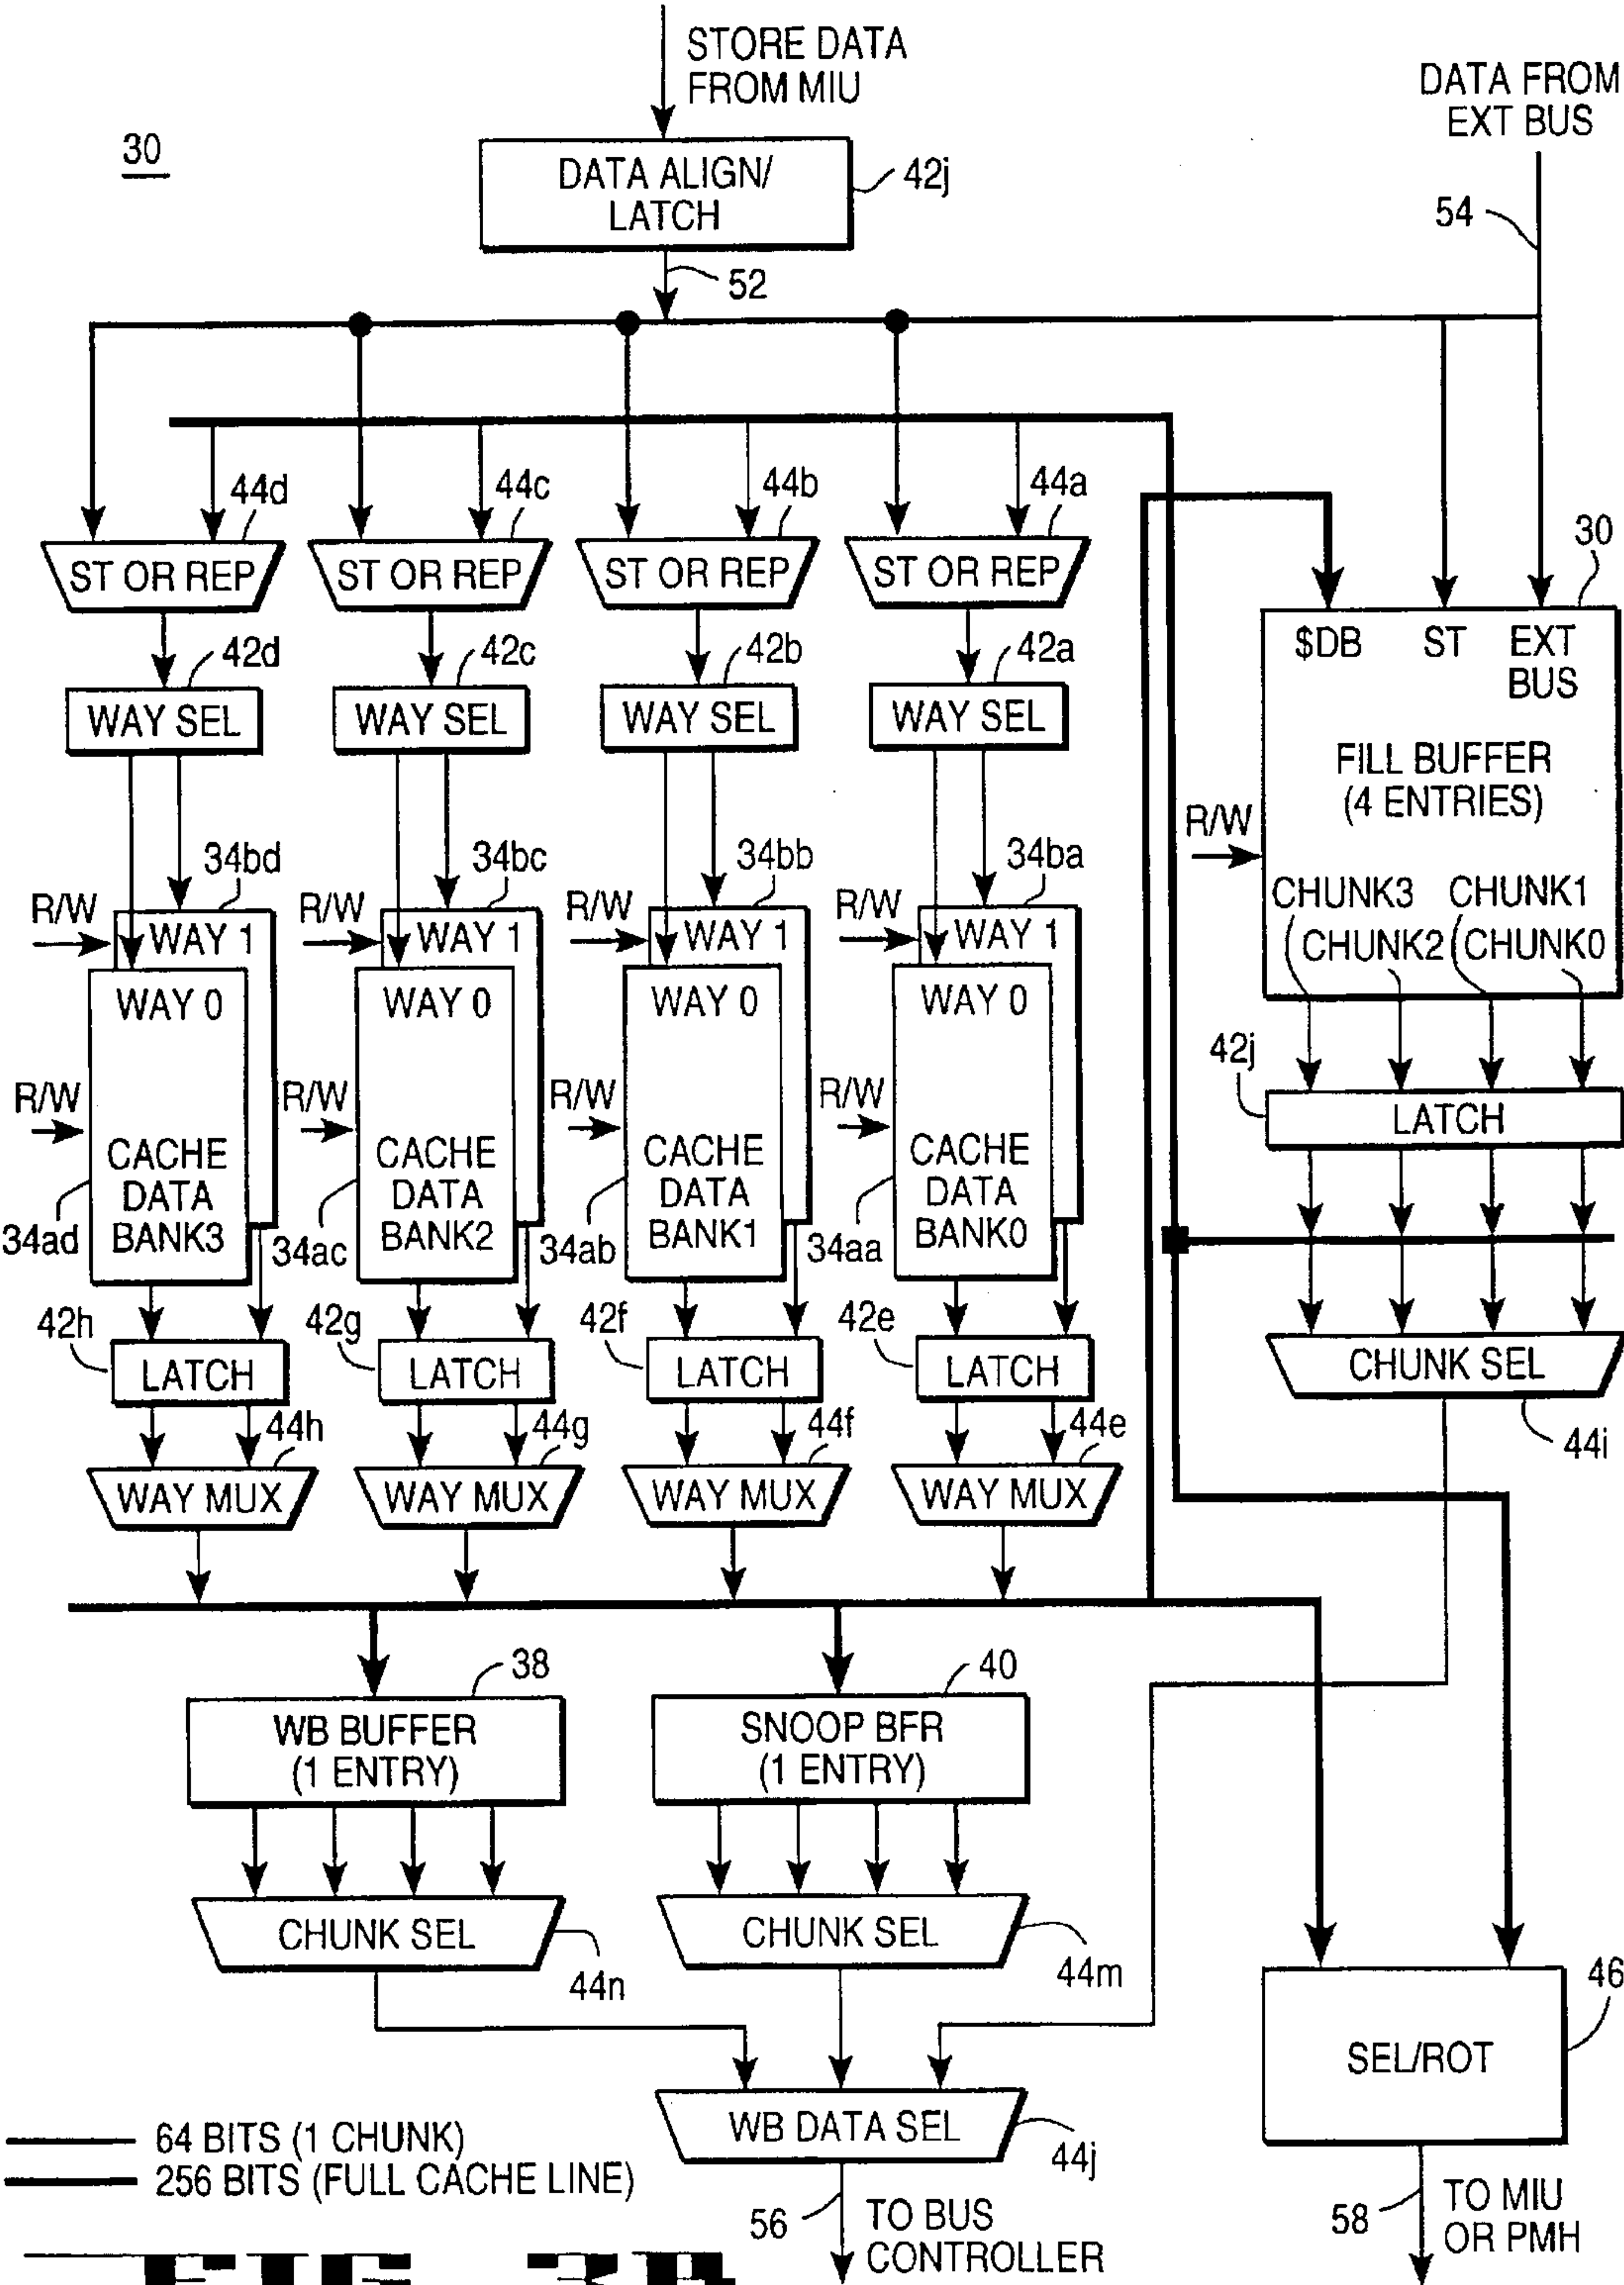 STORE DATA
FROM MIU
DATA FROM
EXT BUS
30
DATA ALIGN/
LATCH
42j
54
52
44d
44c
44b
44a
30
ST OR REP
ST OR REP
ST OR REP
ST OR REP
$DB
ST
EXT
BUS
42d
42c
42b
42a
WAY SEL
WAY SEL
WAY SEL
WAY SEL
FILL BUFFER
(4 ENTRIES)
R/W
34bd
34bc
34bb
34ba
CHUNK3
CHUNK1
CHUNK2
CHUNK0
R/W
WAY 1
R/W
WAY 1
R/W
WAY 1
R/W
WAY 1
WAY 0
WAY 0
WAY 0
WAY 0
42j
LATCH
R/W
R/W
R/W
R/W
CACHE
DATA
BANK3
CACHE
DATA
BANK2
CACHE
DATA
BANK1
CACHE
DATA
BANK0
34ad
34ac
34ab
34aa
42h
42g
42f
42e
LATCH
LATCH
LATCH
LATCH
CHUNK SEL
44i
44h
44g
44f
44e
WAY MUX
WAY MUX
WAY MUX
WAY MUX
38
40
WB BUFFER
(1 ENTRY)
SNOOP BFR
(1 ENTRY)
CHUNK SEL
CHUNK SEL
44n
44m
46
SEL/ROT
WB DATA SEL
44j
64 BITS (1 CHUNK)
256 BITS (FULL CACHE LINE)
56
TO BUS
CONTROLLER
58
TO MIU
OR PMH